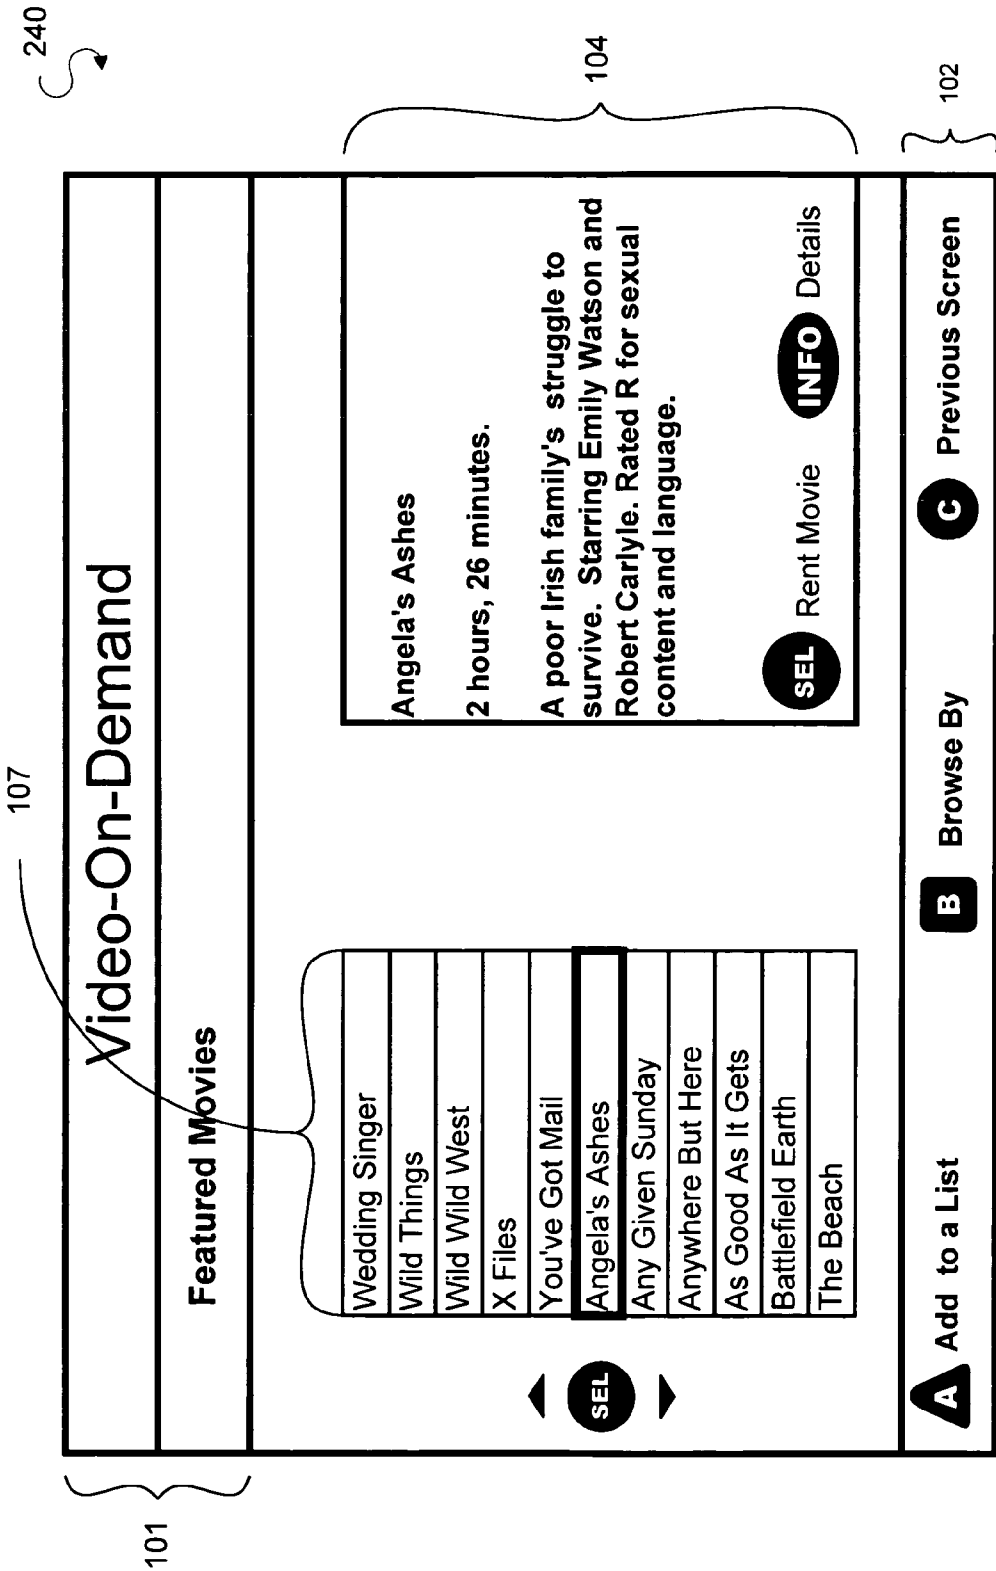 240
107
101
Video-On-Demand
Featured Movies
Wedding Singer
Wild Things
Wild Wild West
X Files
You've Got Mail
Angela's Ashes
Any Given Sunday
Anywhere But Here
As Good As It Gets
Battlefield Earth
The Beach
SEL
Angela's Ashes
2 hours, 26 minutes.
A poor Irish family's struggle to
survive. Starring Emily Watson and
Robert Carlyle. Rated R for sexual
content and language.
SEL Rent Movie INFO Details
104
A Add to a List B Browse By C Previous Screen
102